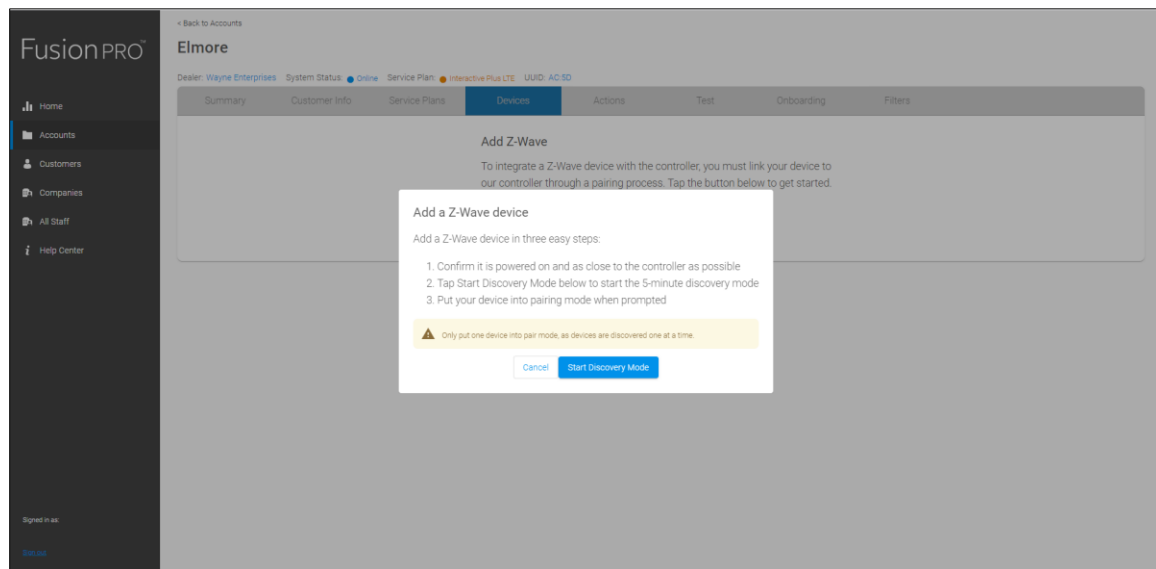 FusionPRO™
Home
Accounts
Customers
Companies
All Staff
Help Center
Signed in as:
Sign out
< Back to Accounts
Elmore
Dealer: Wayne Enterprises System Status: Online Service Plan: Interactive Plus LTE UUID: AC:5D
Summary Customer Info Service Plans Devices Actions Test Onboarding Filters
Add Z-Wave
To integrate a Z-Wave device with the controller, you must link your device to
our controller through a pairing process. Tap the button below to get started.
Add a Z-Wave device
Add a Z-Wave device in three easy steps:
1. Confirm it is powered on and as close to the controller as possible
2. Tap Start Discovery Mode below to start the 5-minute discovery mode
3. Put your device into pairing mode when prompted
Only put one device into pair mode, as devices are discovered one at a time.
Cancel Start Discovery Mode